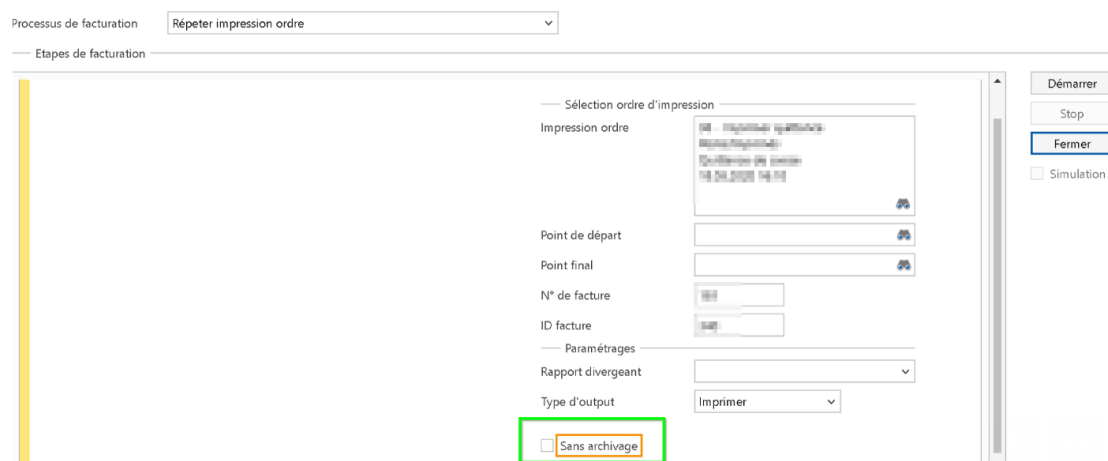 Processus de facturation Répeter impression ordre
Etapes de facturation
Démarrer
Sélection ordre d'impression
Stop
Impression ordre
Fermer
Simulation
Point de départ
Point final
N° de facture
ID facture
Paramétrages
Rapport divergeant
Type d'output Imprimer
Sans archivage